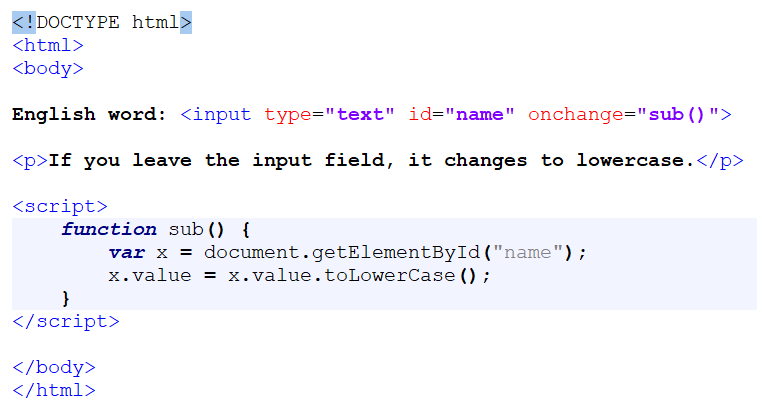 <!DOCTYPE html>
<html>
<body>
English word: <input type="text" id="name" onchange="sub()">
<p>If you leave the input field, it changes to lowercase.</p>
<script>
function sub() {
var x = document.getElementById("name");
x.value = x.value.toLowerCase();
}
</script>
</body>
</html>